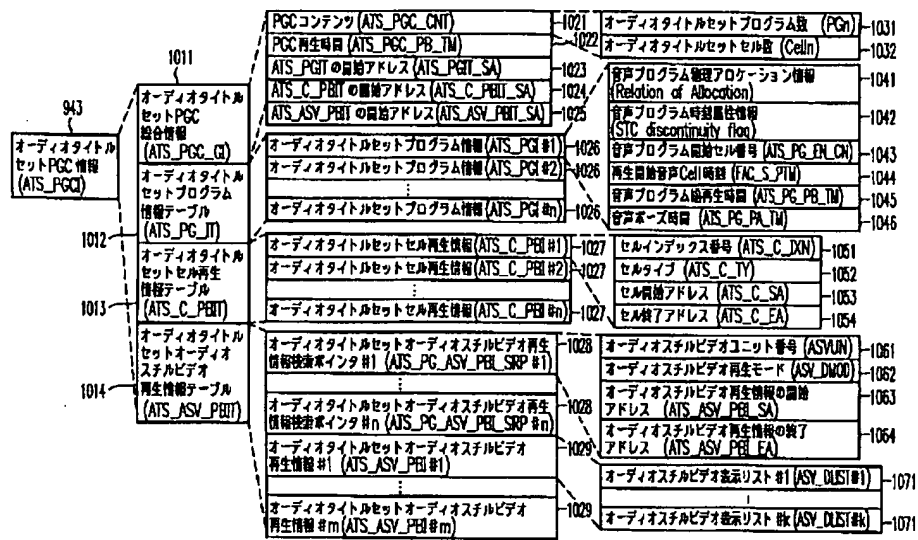 943
オーディオタイトル
セットPGC 情報
(ATS_PGCI)
1011
オーディオタイトル
セットPGC
総合情報
(ATS_PGC_GI)
オーディオタイトル
セットプログラム
情報テーブル
(ATS_PG_IT)
1012
オーディオタイトル
セットセル再生
情報テーブル
(ATS_C_PBIT)
1013
オーディオタイトル
セットオーディオ
スチルビデオ
再生情報テーブル
(ATS_ASV_PBIT)
1014
PGCコンテンツ (ATS_PGC_CNT)
1021
PGC再生時間 (ATS_PGC_PB_TM)
1022
ATS_PGITの開始アドレス (ATS_PGIT_SA)
1023
ATS_C_PBITの開始アドレス (ATS_C_PBIT_SA)
1024
ATS_ASV_PBITの開始アドレス (ATS_ASV_PBIT_SA)
1025
オーディオタイトルセットプログラム情報 (ATS_PGI #1)
1026
オーディオタイトルセットプログラム情報 (ATS_PGI #2)
1026
オーディオタイトルセットプログラム情報 (ATS_PGI #n)
1026
オーディオタイトルセットセル再生情報 (ATS_C_PBI #1)
1027
オーディオタイトルセットセル再生情報 (ATS_C_PBI #2)
1027
オーディオタイトルセットセル再生情報 (ATS_C_PBI #n)
1027
オーディオタイトルセットオーディオスチルビデオ再生
情報検索ポインタ #1 (ATS_PG_ASV_PBI_SRP #1)
1028
オーディオタイトルセットオーディオスチルビデオ再生
情報検索ポインタ #n (ATS_PG_ASV_PBI_SRP #n)
1028
オーディオタイトルセットオーディオスチルビデオ
再生情報 #1 (ATS_ASV_PBI #1)
1029
オーディオタイトルセットオーディオスチルビデオ
再生情報 #m (ATS_ASV_PBI #m)
1029
オーディオタイトルセットプログラム数 (PGn)
1031
オーディオタイトルセットセル数 (Celln)
1032
音声プログラム物理アロケーション情報
(Relation of Allocation)
1041
音声プログラム時刻属性情報
(STC discontinuity flag)
1042
音声プログラム開始セル番号 (ATS_PG_EN_CN)
1043
再生開始音声Cell時刻 (FAC_S_PTM)
1044
音声プログラム総再生時間 (ATS_PG_PB_TM)
1045
音声ポーズ時間 (ATS_PG_PA_TM)
1046
セルインデックス番号 (ATS_C_IXN)
1051
セルタイプ (ATS_C_TY)
1052
セル開始アドレス (ATS_C_SA)
1053
セル終了アドレス (ATS_C_EA)
1054
オーディオスチルビデオユニット番号 (ASVUN)
1061
オーディオスチルビデオ再生モード (ASV_DMOD)
1062
オーディオスチルビデオ再生情報の開始
アドレス (ATS_ASV_PBI_SA)
1063
オーディオスチルビデオ再生情報の終了
アドレス (ATS_ASV_PBI_EA)
1064
オーディオスチルビデオ表示リスト #1 (ASV_DLIST #1)
1071
オーディオスチルビデオ表示リスト #k (ASV_DLIST #k)
1071